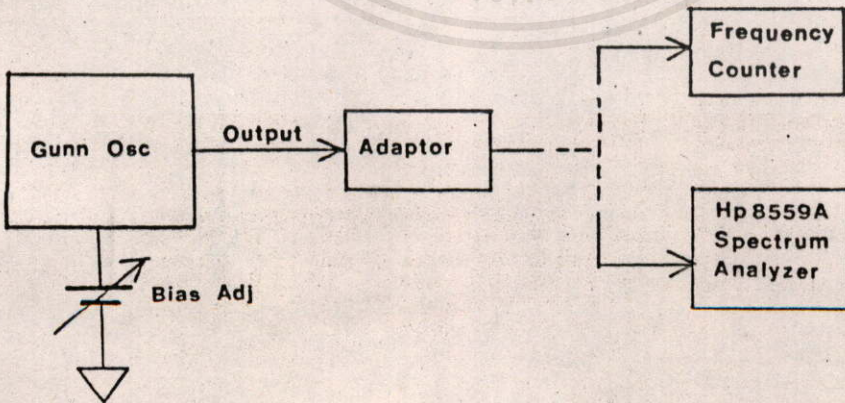 Frequency
Counter
Gunn Osc
Output
Adaptor
Hp 8559A
Spectrum
Analyzer
Bias Adj